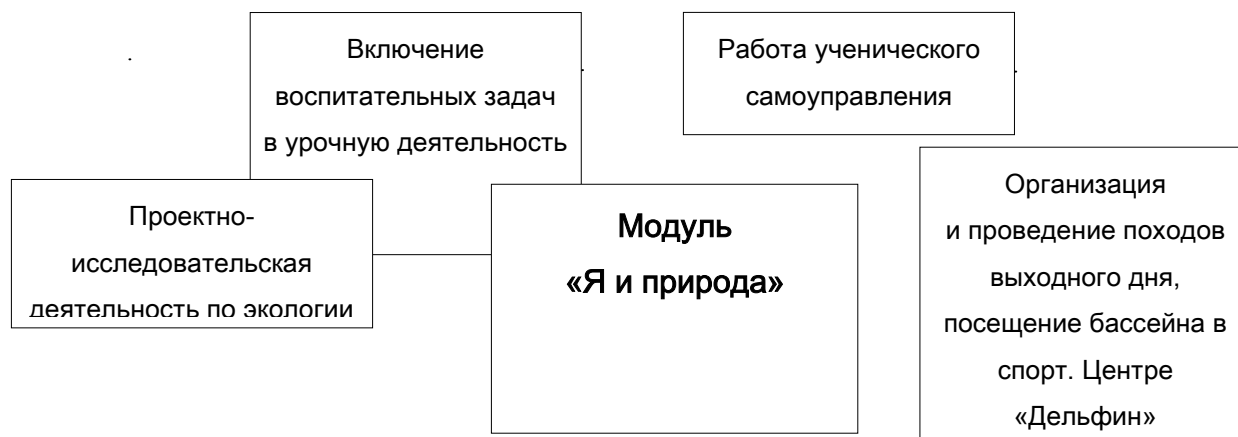 Включение
воспитательных задач
в урочную деятельность
Работа ученического
самоуправления
Проектно-
исследовательская
деятельность по экологии
Модуль
«Я и природа»
Организация
и проведение походов
выходного дня,
посещение бассейна в
спорт. Центре
«Дельфин»